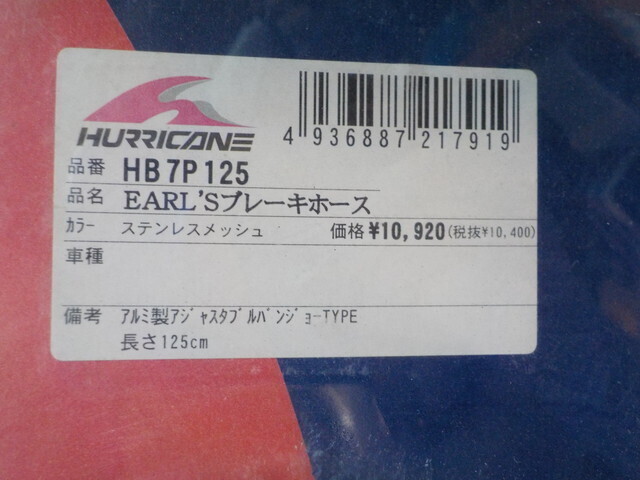 HURRICANE
4 936887 217919
品番 HB7P125
品名 EARL'Sブレーキホース
ｶﾗｰ ステンレスメッシュ 価格 ¥10,920(税抜¥10,400)
車種
備考 ｱﾙﾐ製ｱｼﾞｬｽﾀﾌﾞﾙﾊﾞﾝｼﾞｮｰTYPE
長さ125cm